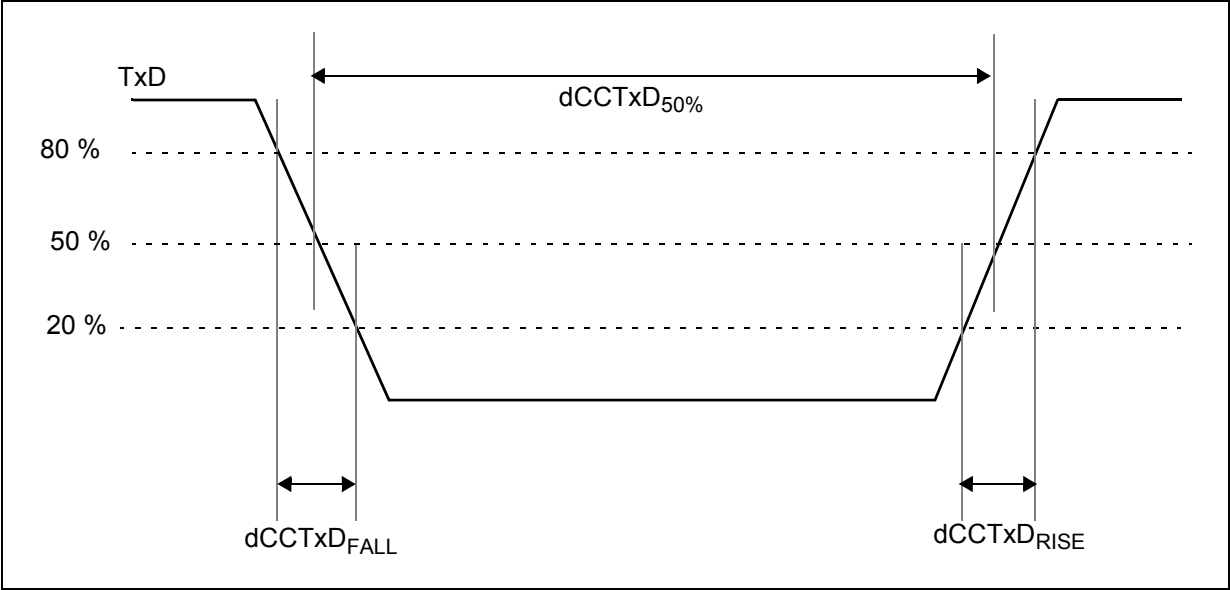 TxD
dCCTxD50%
80 %
50 %
20 %
dCCTxDFALL
dCCTxDRISE